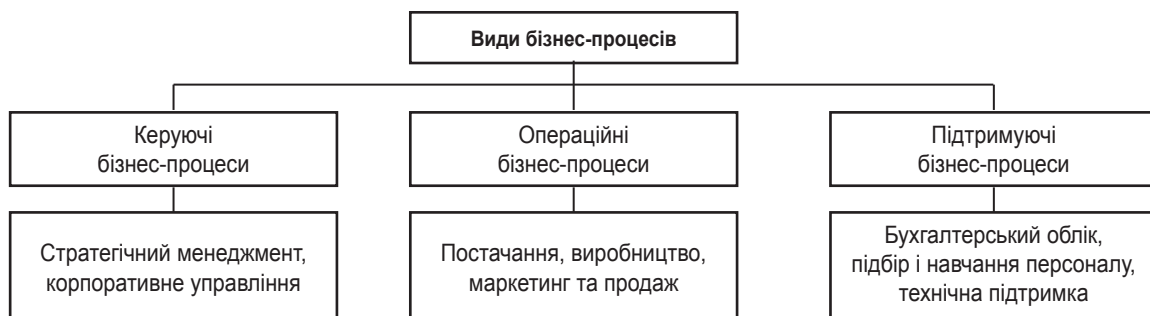 Види бізнес-процесів
Керуючі
бізнес-процеси
Операційні
бізнес-процеси
Підтримуючі
бізнес-процеси
Стратегічний менеджмент,
корпоративне управління
Постачання, виробництво,
маркетинг та продаж
Бухгалтерський облік,
підбір і навчання персоналу,
технічна підтримка